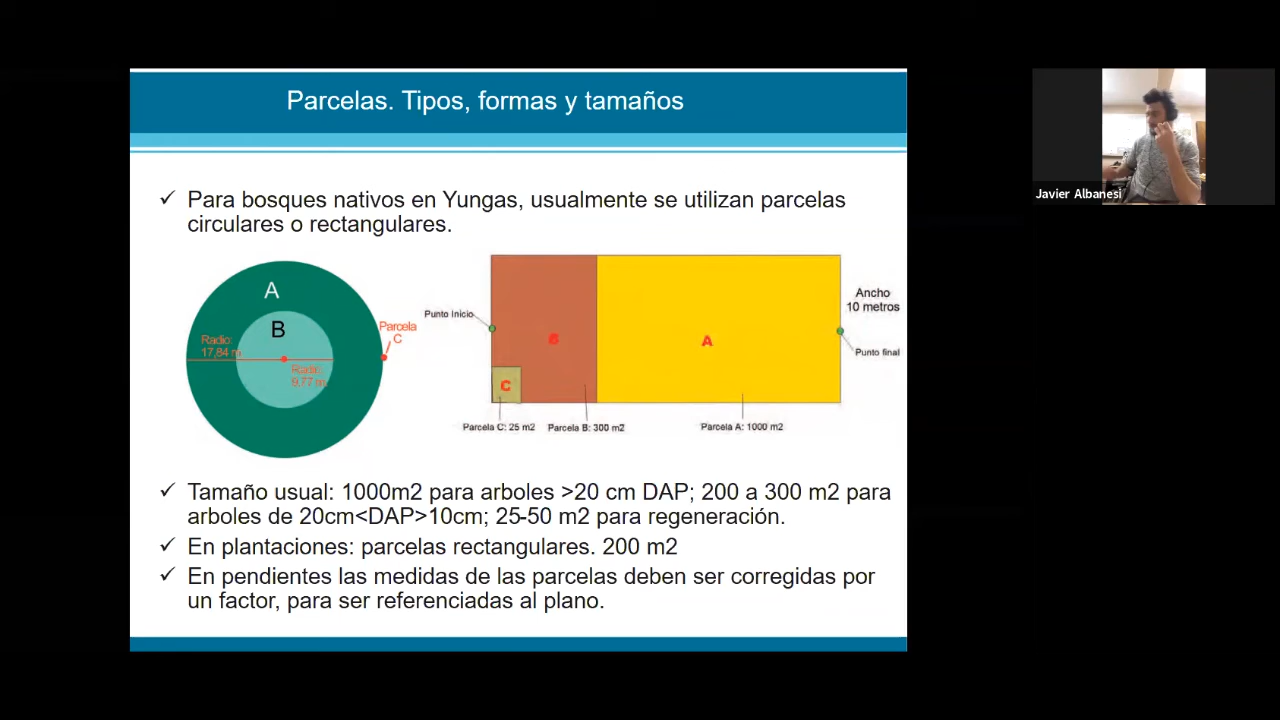 Parcelas. Tipos, formas y tamaños
Javier Albanesi
✓ Para bosques nativos en Yungas, usualmente se utilizan parcelas
circulares o rectangulares.
A
B
Radio:
17,84 m
Radio:
9,77 m
Parcela
C
Punto Inicio
B
A
C
Ancho
10 metros
Punto final
Parcela C: 25 m2
Parcela B: 300 m2
Parcela A: 1000 m2
✓ Tamaño usual: 1000m2 para arboles >20 cm DAP; 200 a 300 m2 para
arboles de 20cm<DAP>10cm; 25-50 m2 para regeneración.
✓ En plantaciones: parcelas rectangulares. 200 m2
✓ En pendientes las medidas de las parcelas deben ser corregidas por
un factor, para ser referenciadas al plano.